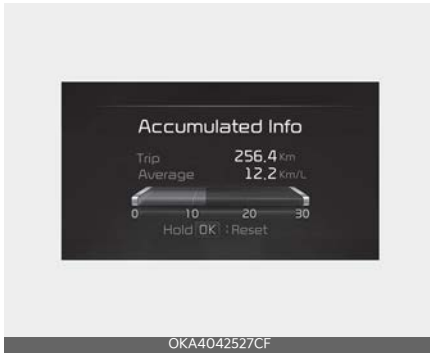 Accumulated Info
Trip 256.4 Km
Average 12.2 Km/L
0 10 20 30
Hold OK : Reset
OKA4042527CF